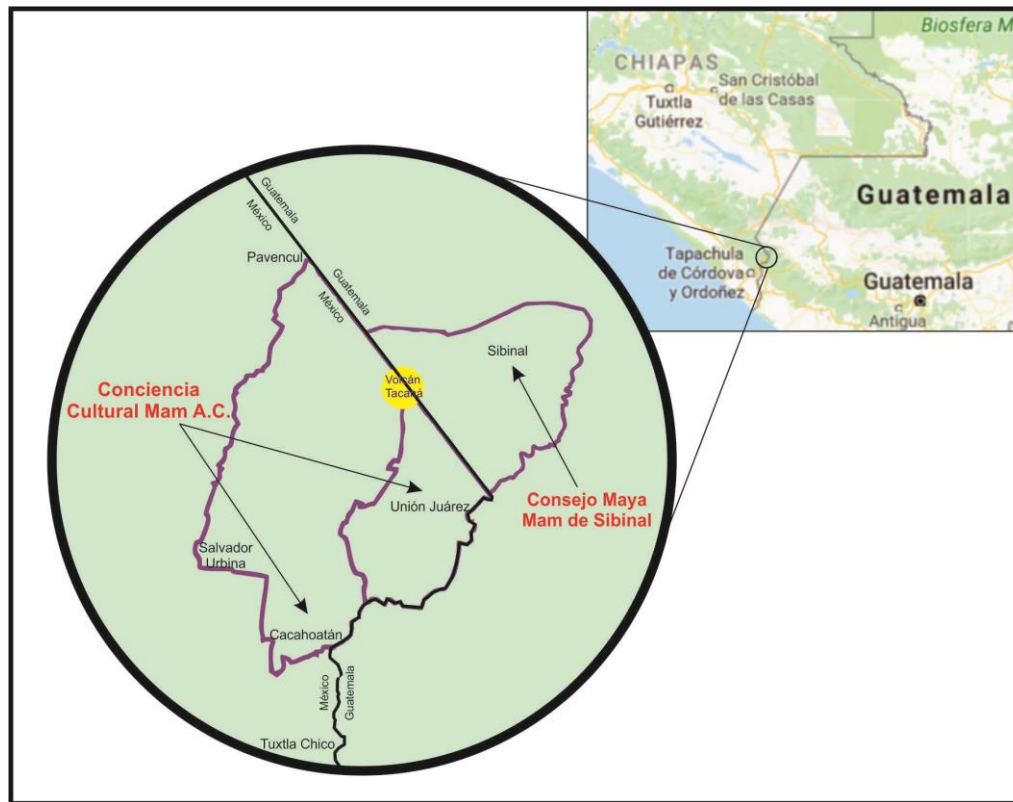 Biosfera M
CHIAPAS
San Cristóbal
de las Casas
Tuxtla
Gutiérrez
Guatemala
Tapachula
de Córdova
y Ordoñez
Guatemala
Antigua
Guatemala
México
Pavencul
Guatemala
México
Sibinal
Volcán
Tacaná
Conciencia
Cultural Mam A.C.
Unión Juárez
Consejo Maya
Mam de Sibinal
Salvador
Urbina
Cacahoatán
México
Guatemala
Tuxtla Chico